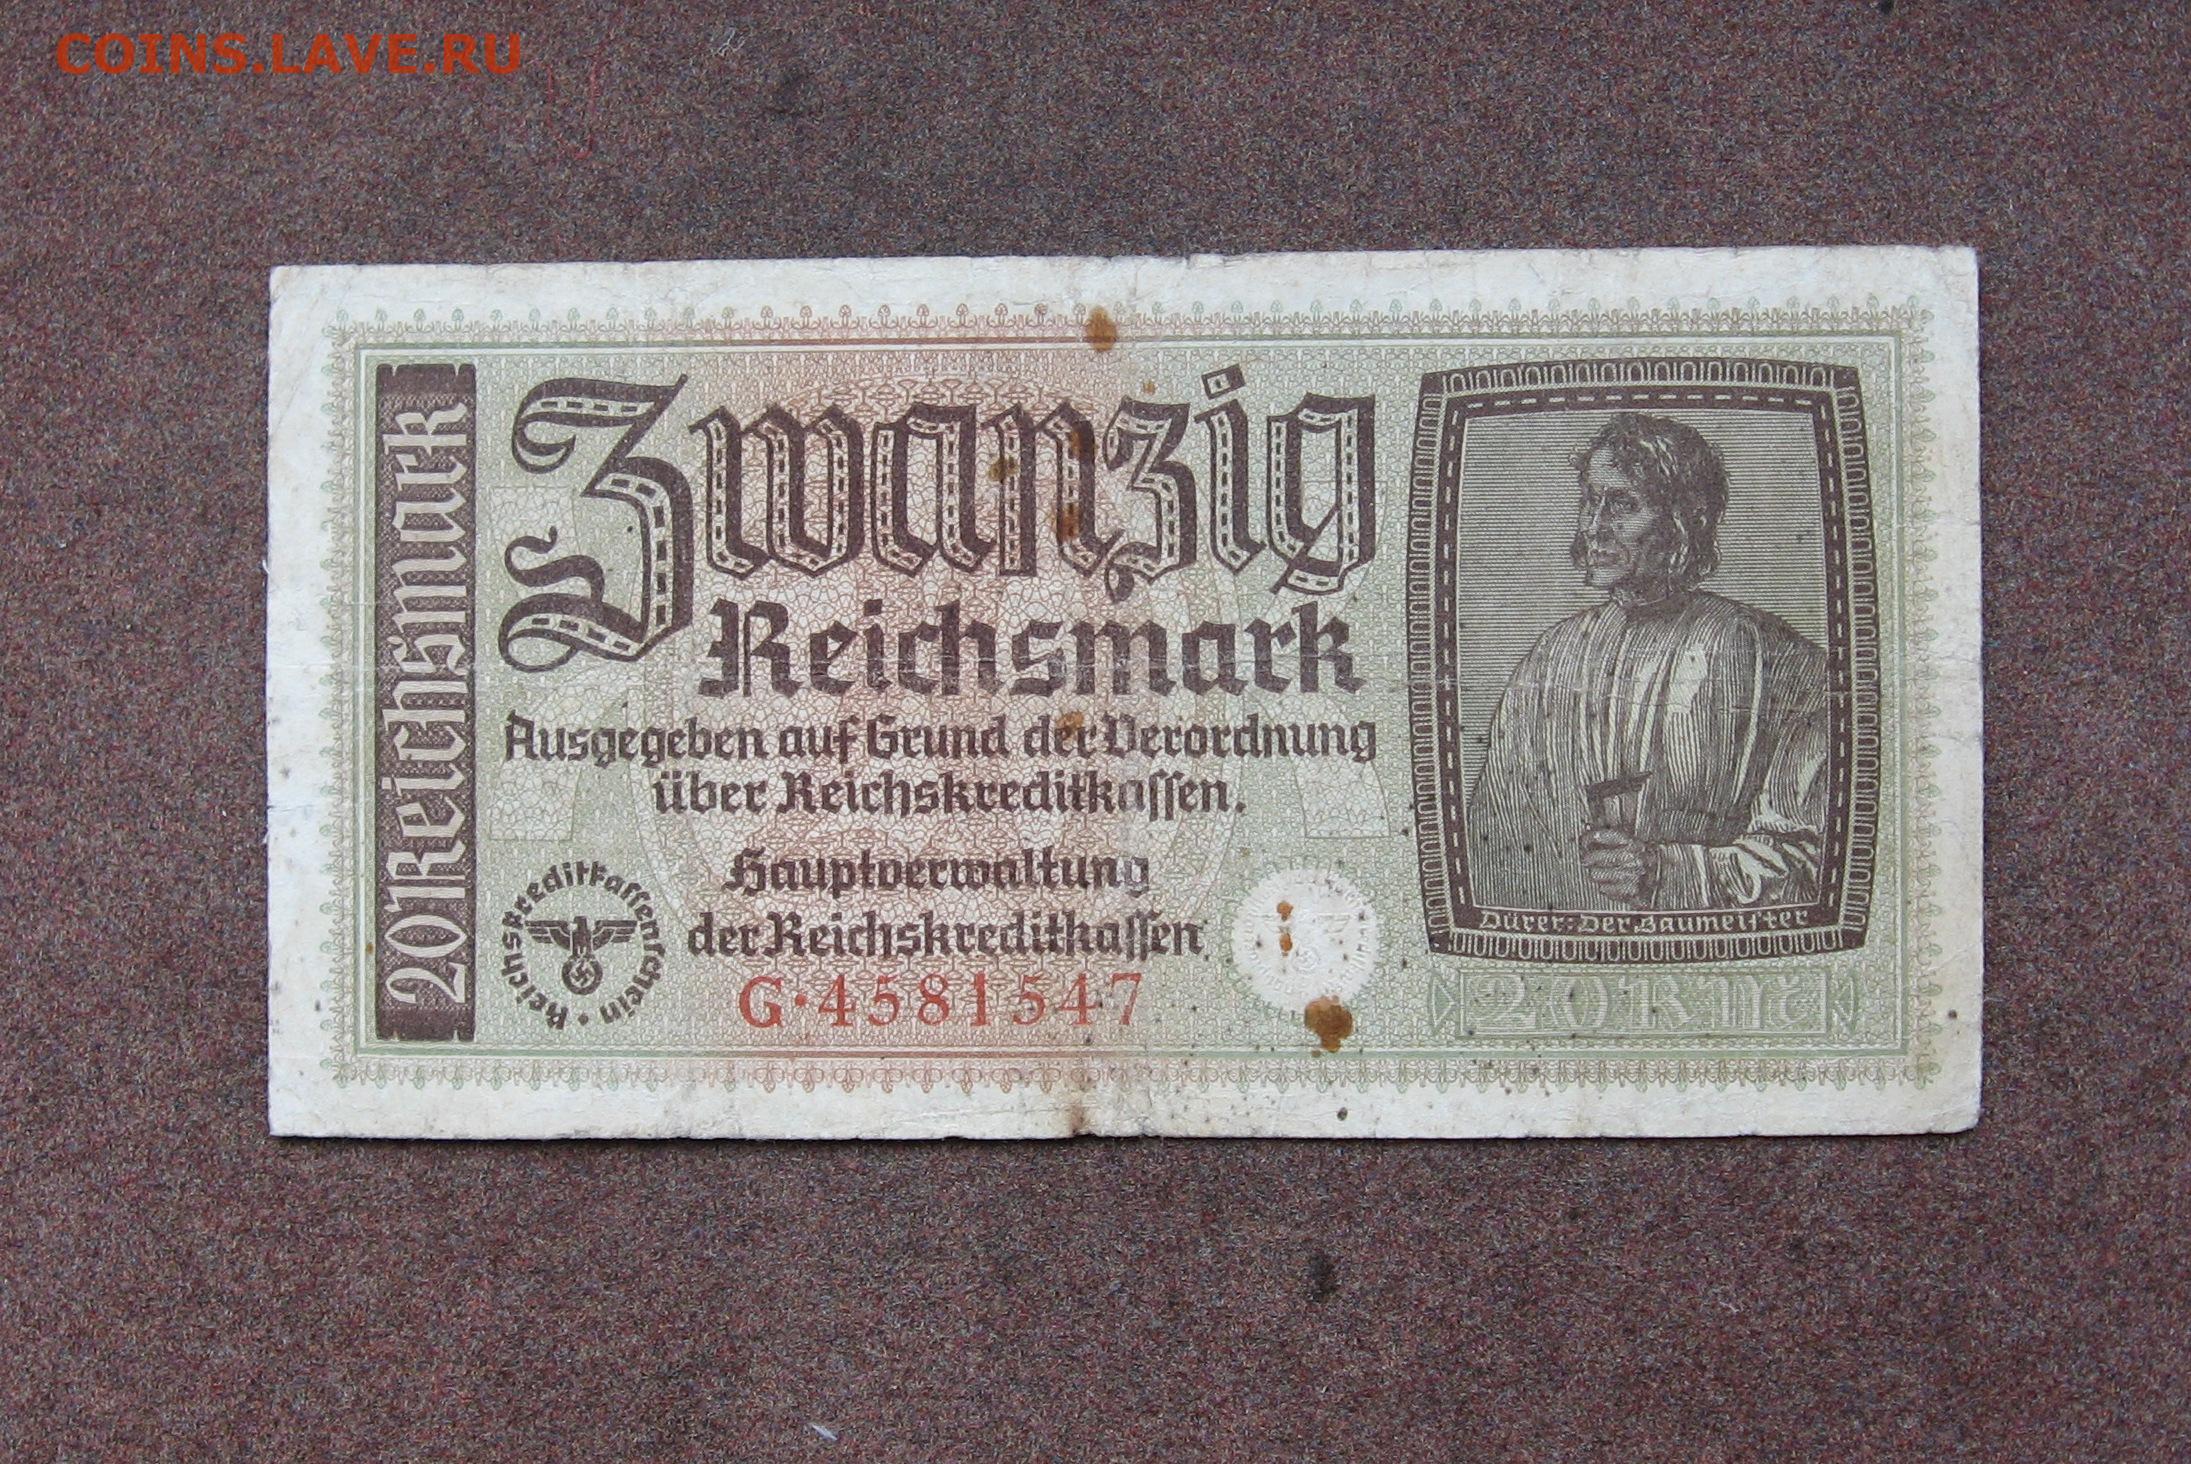 COINS.LAVE.RU
20 Reichsmark
Zwanzig
Reichsmark
Ausgegeben auf Grund der Verordnung
über Reichskreditkassen.
Hauptverwaltung
der Reichskreditkassen
G·4581547
Reichskreditkassenschein
Dürer: Der Baumeister
20 RMk